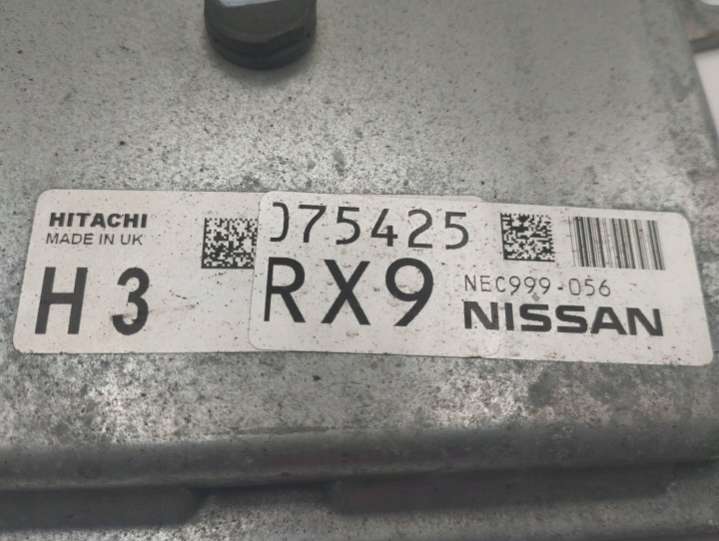 HITACHI
MADE IN UK
H3
075425
RX9
NEC999-056
NISSAN